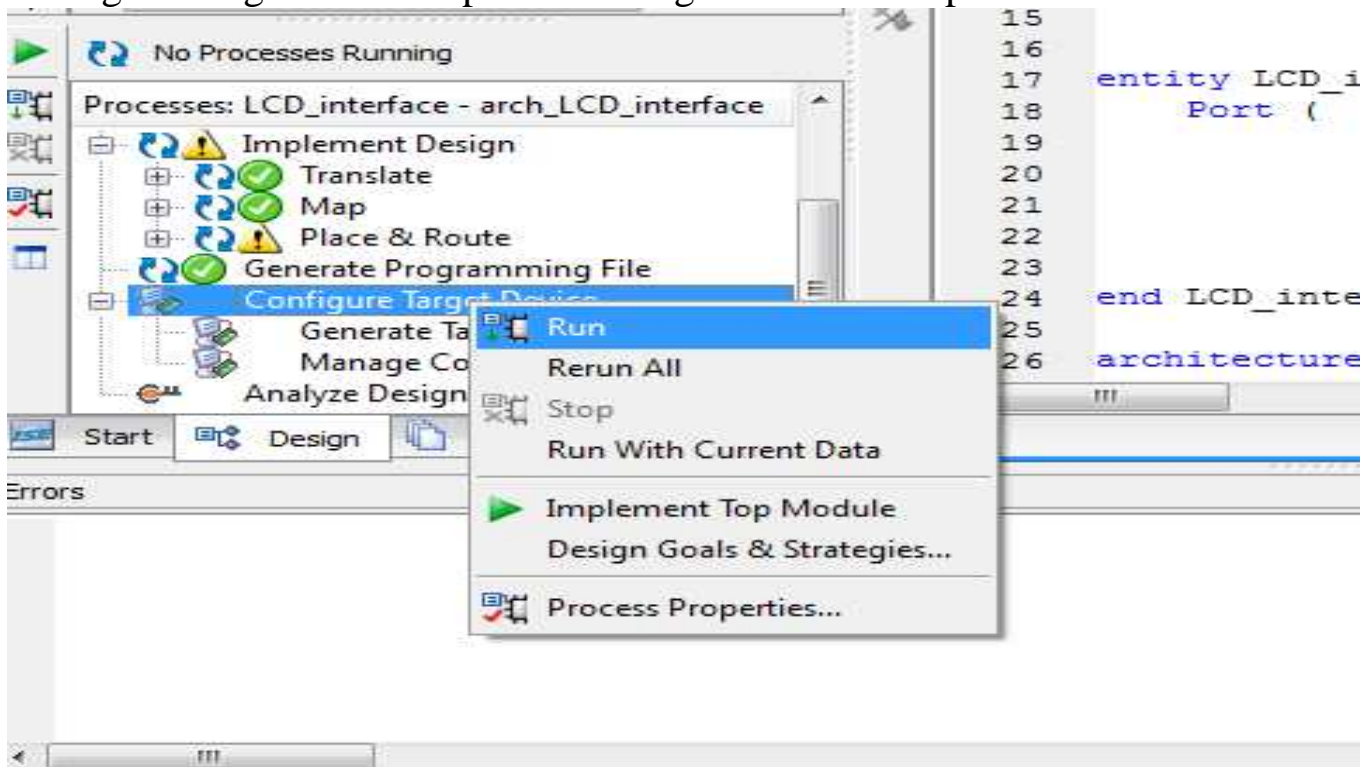 No Processes Running
Processes: LCD_interface - arch_LCD_interface
Implement Design
Translate
Map
Place & Route
Generate Programming File
Configure Target Device
Generate Ta
Manage Co
Analyze Design
Run
Rerun All
Stop
Run With Current Data
Implement Top Module
Design Goals & Strategies...
Process Properties...
Start
Design
Errors
15
16
17 entity LCD_i
18 Port (
19
20
21
22
23
24 end LCD_inte
25
26 architecture